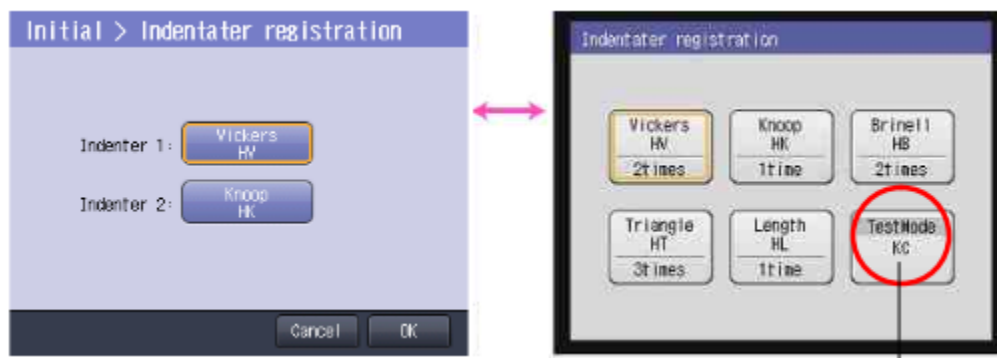 Initial > Indentater registration
Indenter 1:
Vickers
HV
Indenter 2:
Knoop
HK
Cancel
OK
Indentater registration
Vickers
HV
2times
Knoop
HK
1time
Brinell
HB
2times
Triangle
HT
3times
Length
HL
1time
TestMode
KC